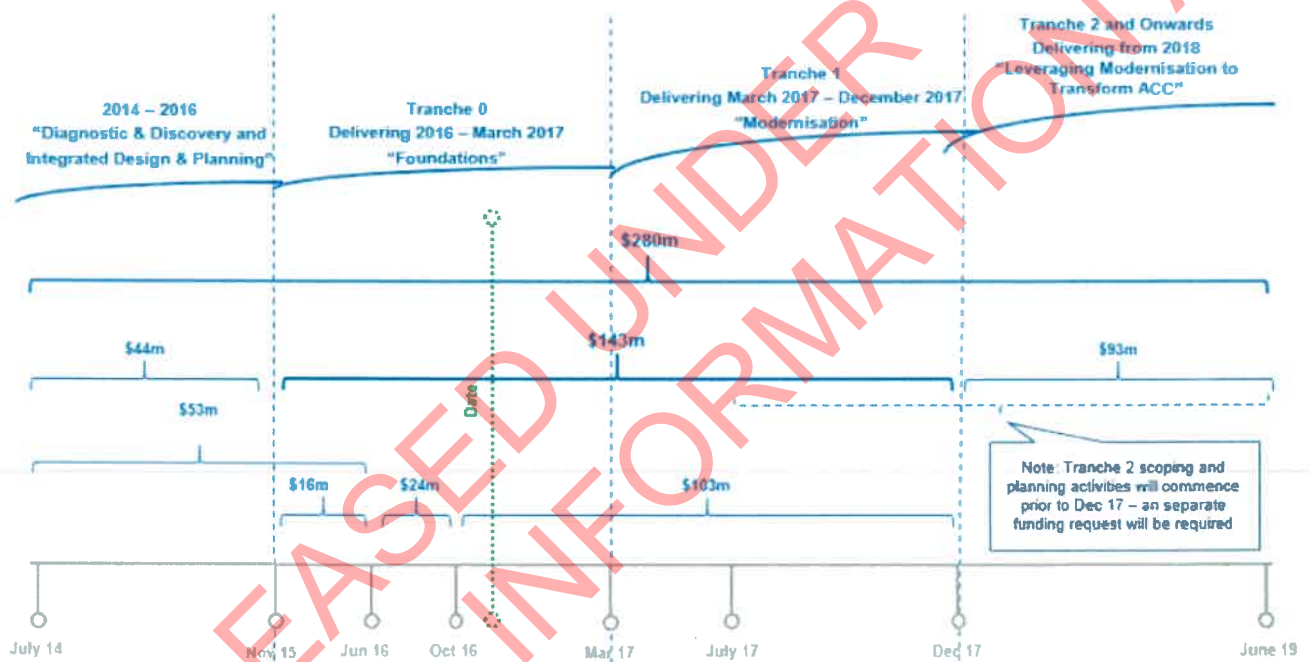 2014 – 2016
"Diagnostic & Discovery and
Integrated Design & Planning"
Tranche 0
Delivering 2016 – March 2017
"Foundations"
Tranche 1
Delivering March 2017 – December 2017
"Modernisation"
Tranche 2 and Onwards
Delivering from 2018
"Leveraging Modernisation to
Transform ACC"
$280m
$44m
$143m
$93m
Date
$53m
$16m
$24m
$103m
Note: Tranche 2 scoping and
planning activities will commence
prior to Dec 17 – an separate
funding request will be required
July 14
Nov 15
Jun 16
Oct 16
Mar 17
July 17
Dec 17
June 19
EASED UNDER
INFORMATION